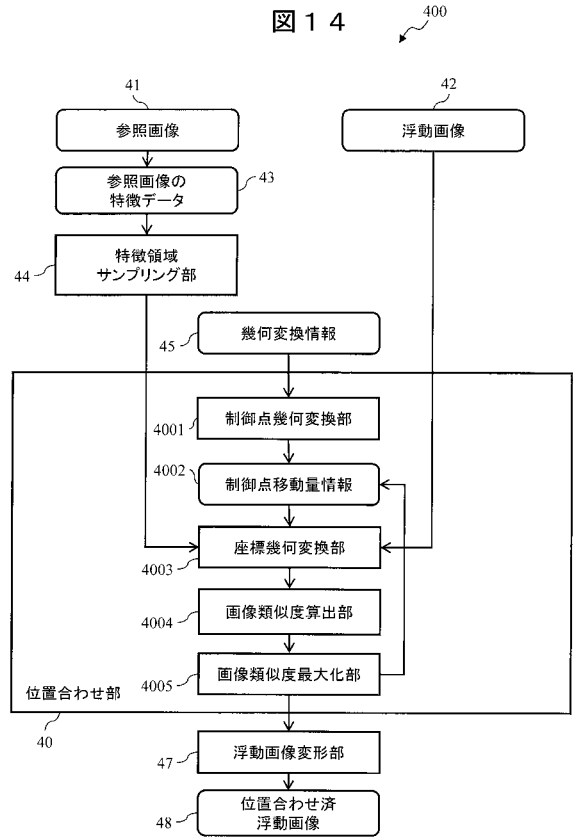 図14
400
41
参照画像
42
浮動画像
参照画像の
特徴データ
43
特徴領域
サンプリング部
44
幾何変換情報
45
制御点幾何変換部
4001
4002
制御点移動量情報
座標幾何変換部
4003
画像類似度算出部
4004
画像類似度最大化部
4005
位置合わせ部
40
浮動画像変形部
47
位置合わせ済
浮動画像
48